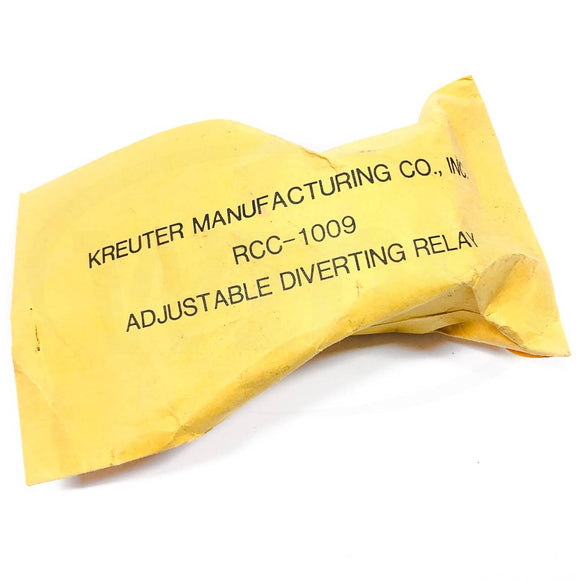 KREUTER MANUFACTURING CO., INC.
RCC-1009
ADJUSTABLE DIVERTING RELAY